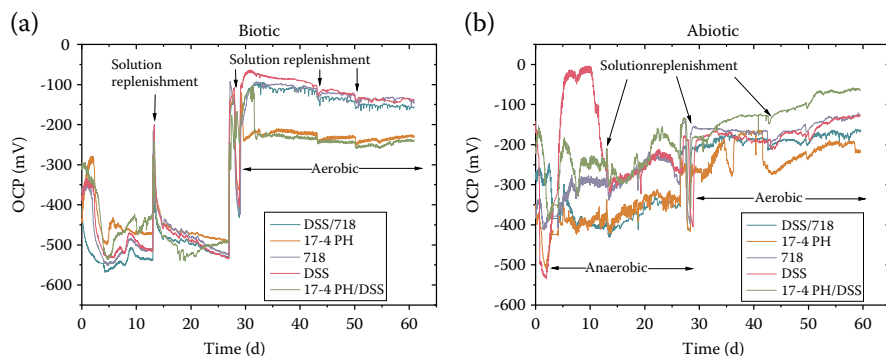 (a)
Biotic
0
-100
-200
-300
-400
-500
-600
OCP (mV)
Solution
replenishment
Solution replenishment
Aerobic
DSS/718
17-4 PH
718
DSS
17-4 PH/DSS
0
10
20
30
40
50
60
Time (d)
(b)
Abiotic
0
-100
-200
-300
-400
-500
-600
OCP (mV)
Solutionreplenishment
Aerobic
Anaerobic
DSS/718
17-4 PH
718
DSS
17-4 PH/DSS
0
10
20
30
40
50
60
Time (d)